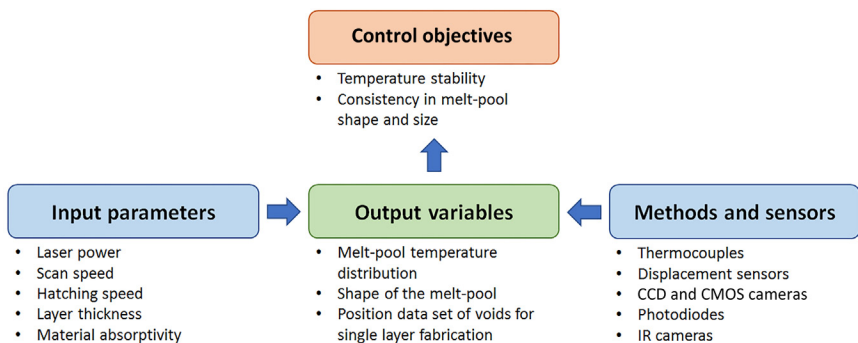 Control objectives
• Temperature stability
• Consistency in melt-pool
shape and size
Input parameters
• Laser power
• Scan speed
• Hatching speed
• Layer thickness
• Material absorptivity
Output variables
• Melt-pool temperature
distribution
• Shape of the melt-pool
• Position data set of voids for
single layer fabrication
Methods and sensors
• Thermocouples
• Displacement sensors
• CCD and CMOS cameras
• Photodiodes
• IR cameras